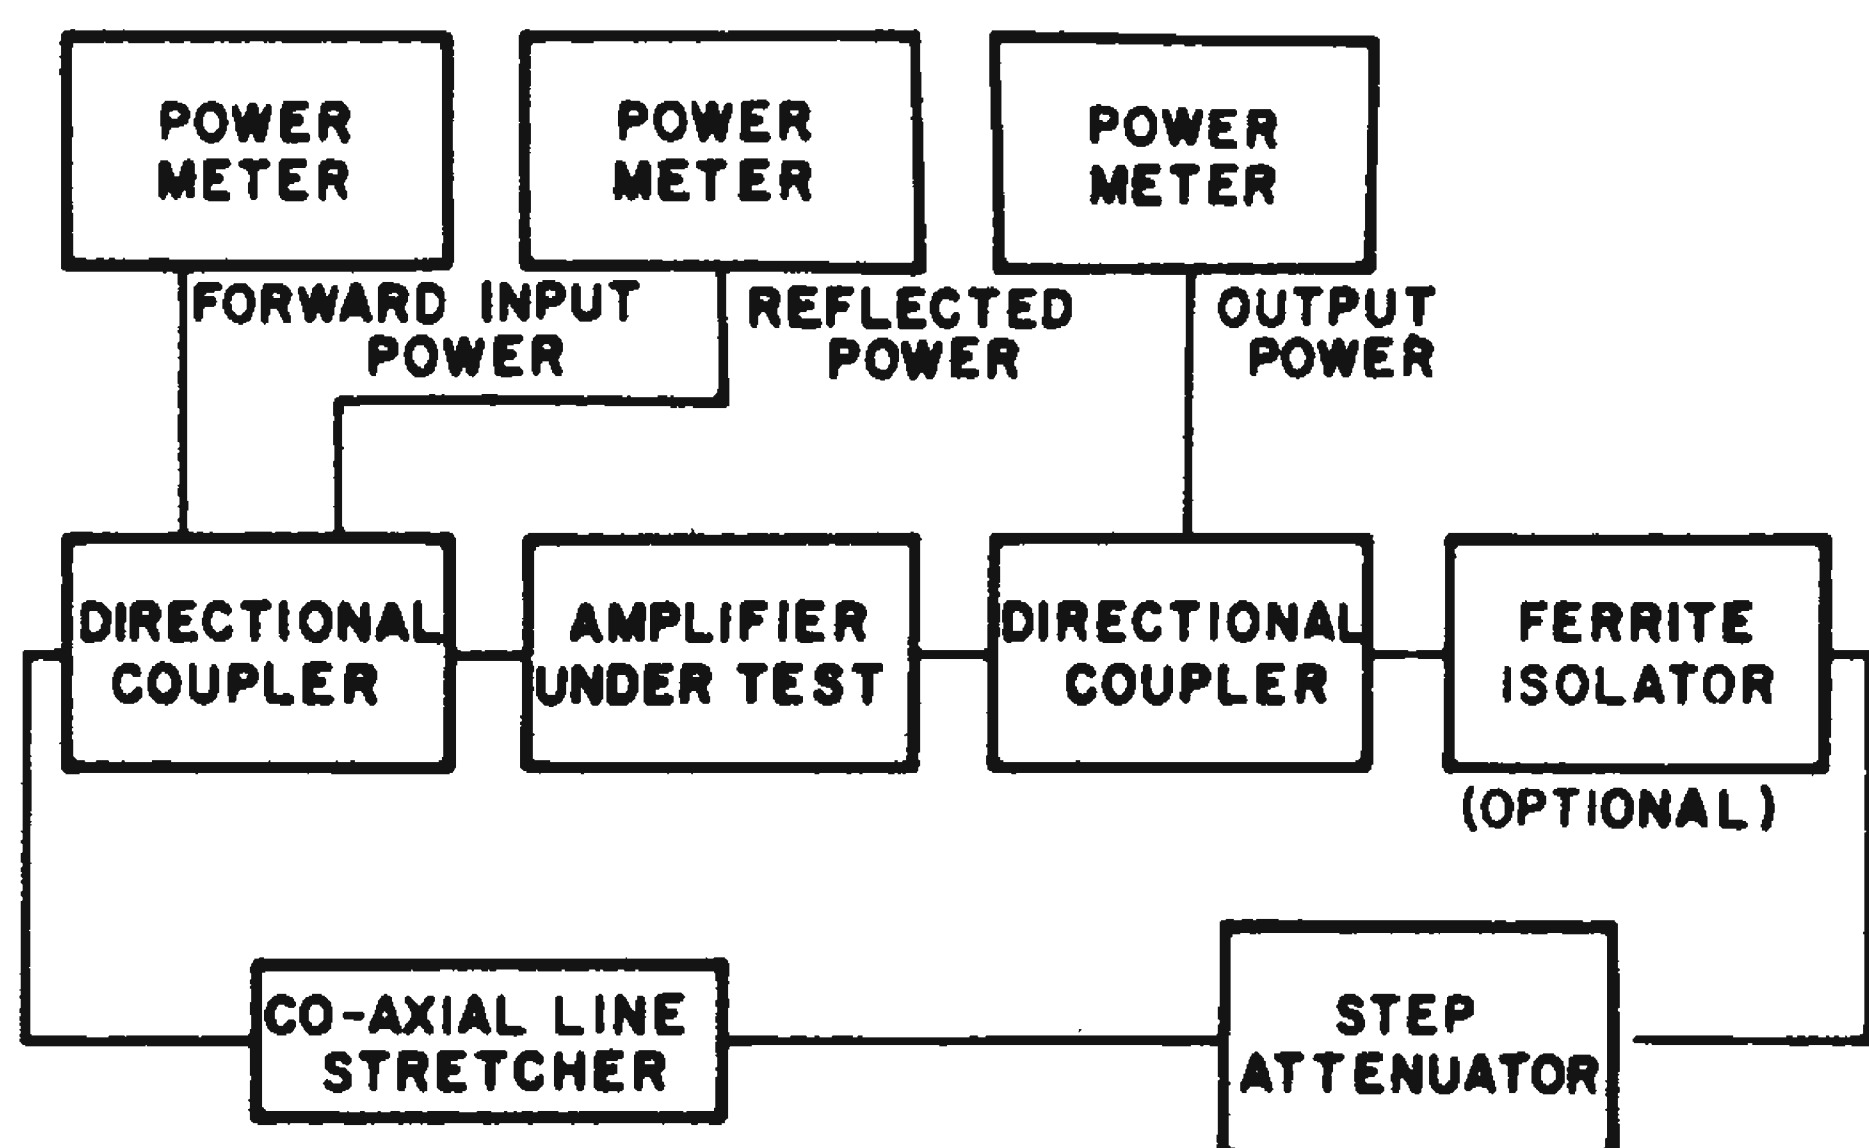 POWER
METER
POWER
METER
POWER
METER
FORWARD INPUT
POWER
REFLECTED
POWER
OUTPUT
POWER
DIRECTIONAL
COUPLER
AMPLIFIER
UNDER TEST
DIRECTIONAL
COUPLER
FERRITE
ISOLATOR
(OPTIONAL)
CO-AXIAL LINE
STRETCHER
STEP
ATTENUATOR